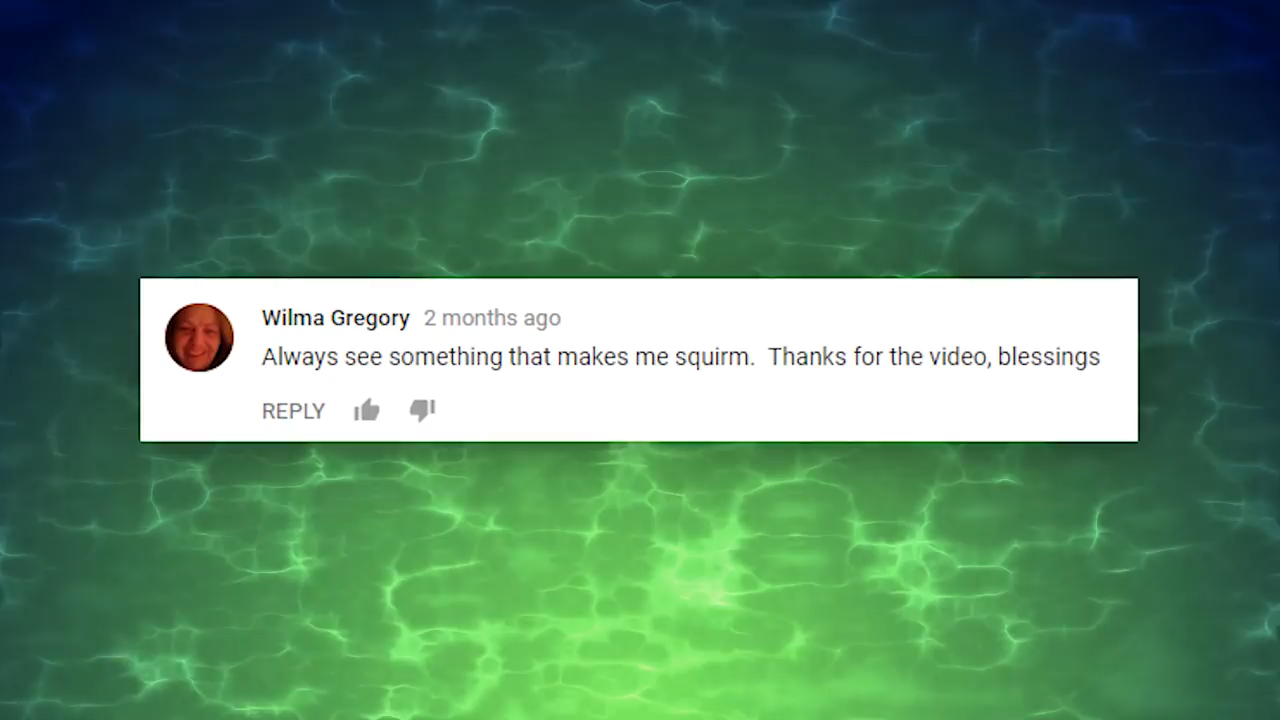 Wilma Gregory 2 months ago
Always see something that makes me squirm.  Thanks for the video, blessings
REPLY